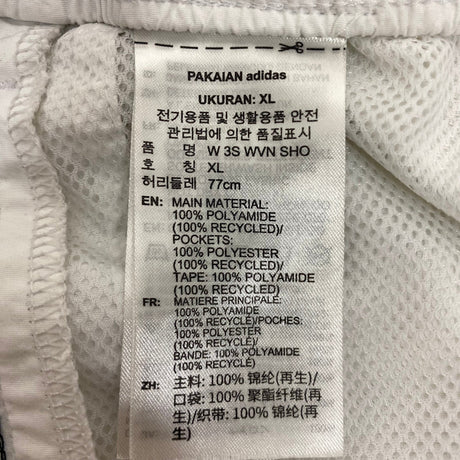 PAKAIAN adidas
UKURAN: XL
전기용품 및 생활용품 안전
관리법에 의한 품질표시
품 명 W 3S WVN SHO
호 칭 XL
허리둘레 77cm
EN: MAIN MATERIAL:
100% POLYAMIDE
(100% RECYCLED)/
POCKETS:
100% POLYESTER
(100% RECYCLED)
/ TAPE: 100% POLYAMIDE
(100% RECYCLED)
FR: MATIERE PRINCIPALE:
100% POLYAMIDE
(100% RECYCLÉ)/POCHES:
100% POLYESTER
(100% RECYCLÉ)/
BANDE: 100% POLYAMIDE
(100% RECYCLÉ)
ZH: 主料: 100% 锦纶(再生)/
口袋: 100% 聚酯纤维(再
生)/织带: 100% 锦纶(再
生)